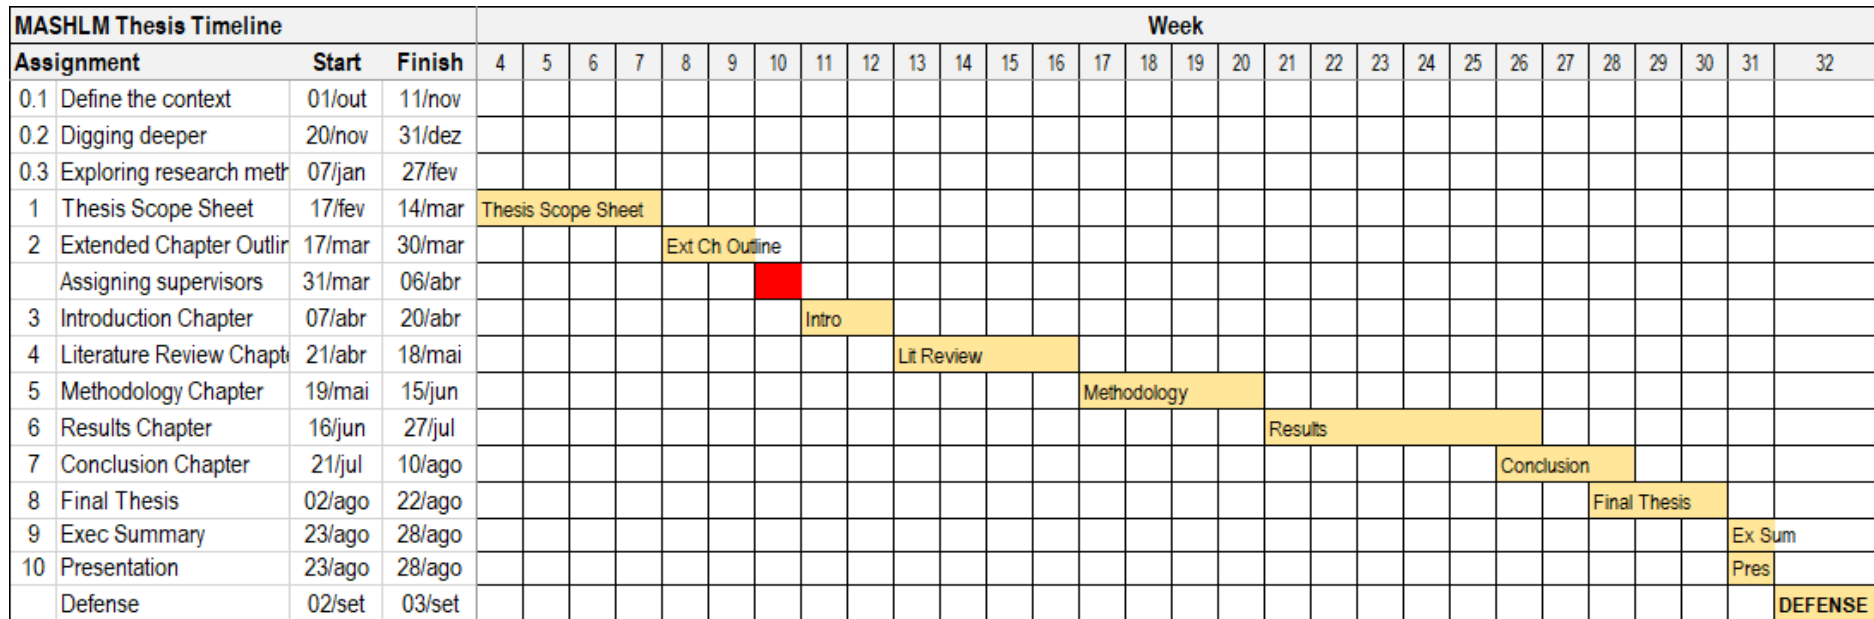 MASHLM Thesis Timeline Week
Assignment Start Finish 4 5 6 7 8 9 10 11 12 13 14 15 16 17 18 19 20 21 22 23 24 25 26 27 28 29 30 31 32
0.1 Define the context 01/out 11/nov
0.2 Digging deeper 20/nov 31/dez
0.3 Exploring research meth 07/jan 27/fev
1 Thesis Scope Sheet 17/fev 14/mar Thesis Scope Sheet
2 Extended Chapter Outlin 17/mar 30/mar Ext Ch Outline
Assigning supervisors 31/mar 06/abr
3 Introduction Chapter 07/abr 20/abr Intro
4 Literature Review Chapte 21/abr 18/mai Lit Review
5 Methodology Chapter 19/mai 15/jun Methodology
6 Results Chapter 16/jun 27/jul Results
7 Conclusion Chapter 21/jul 10/ago Conclusion
8 Final Thesis 02/ago 22/ago Final Thesis
9 Exec Summary 23/ago 28/ago Ex Sum
10 Presentation 23/ago 28/ago Pres
Defense 02/set 03/set DEFENSE